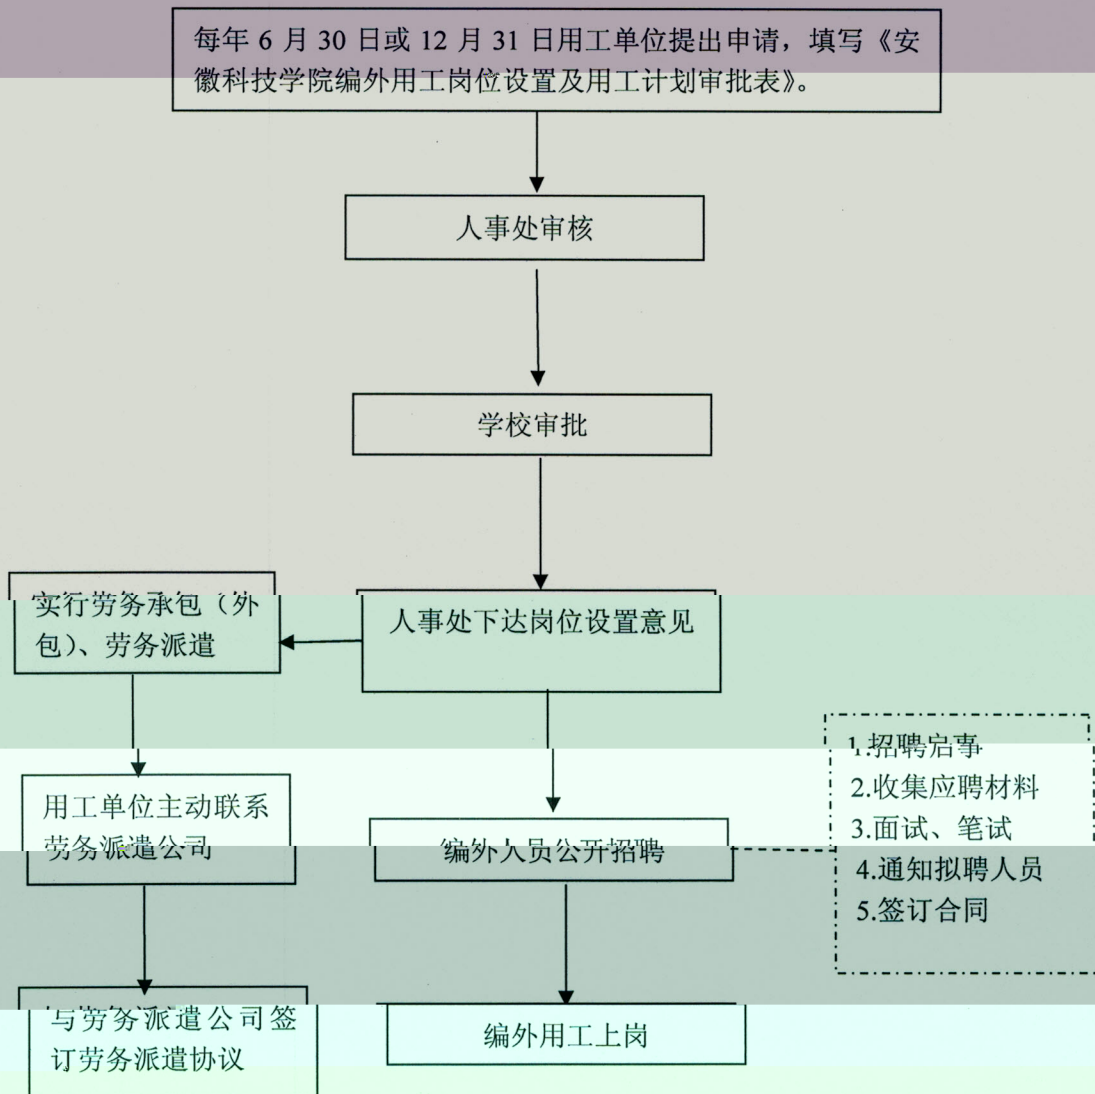 每年 6 月 30 日或 12 月 31 日用工单位提出申请，填写《安
徽科技学院编外用工岗位设置及用工计划审批表》。
人事处审核
学校审批
人事处下达岗位设置意见
实行劳务承包（外
包）、劳务派遣
用工单位主动联系
劳务派遣公司
编外人员公开招聘
1.招聘启事
2.收集应聘材料
3.面试、笔试
4.通知拟聘人员
5.签订合同
与劳务派遣公司签
订劳务派遣协议
编外用工上岗